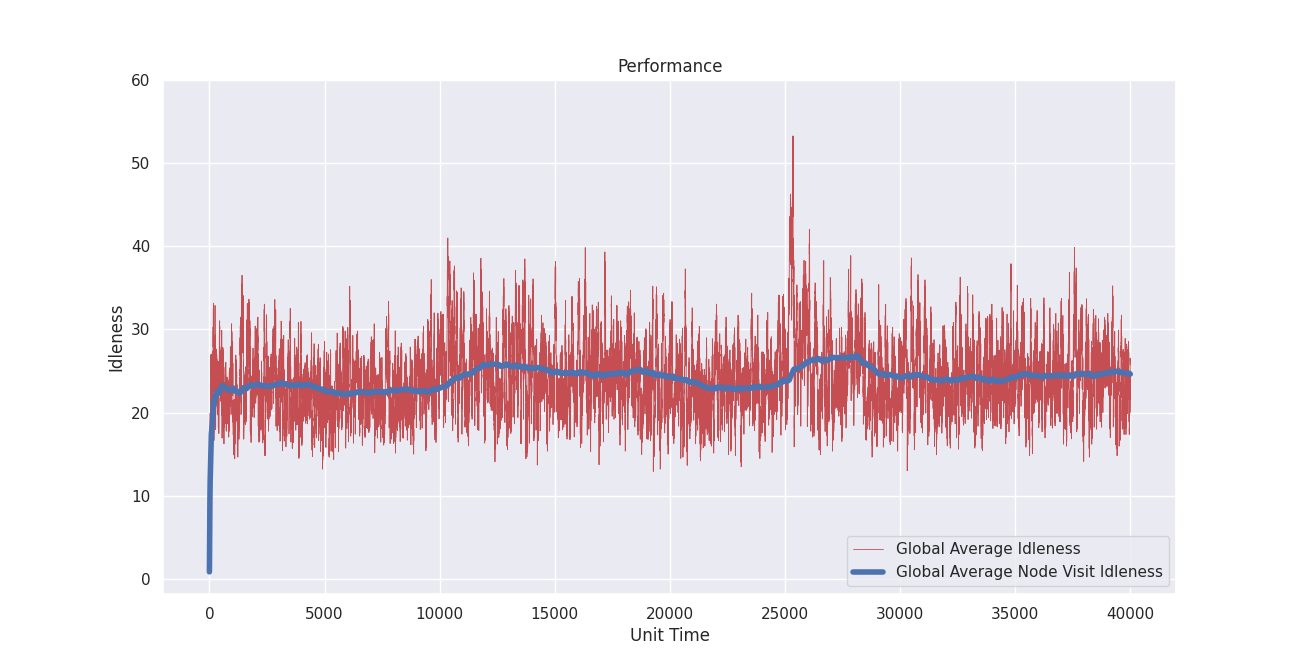 Performance
60
50
40
30
20
10
0
Idleness
Global Average Idleness
Global Average Node Visit Idleness
0 5000 10000 15000 20000 25000 30000 35000 40000
Unit Time